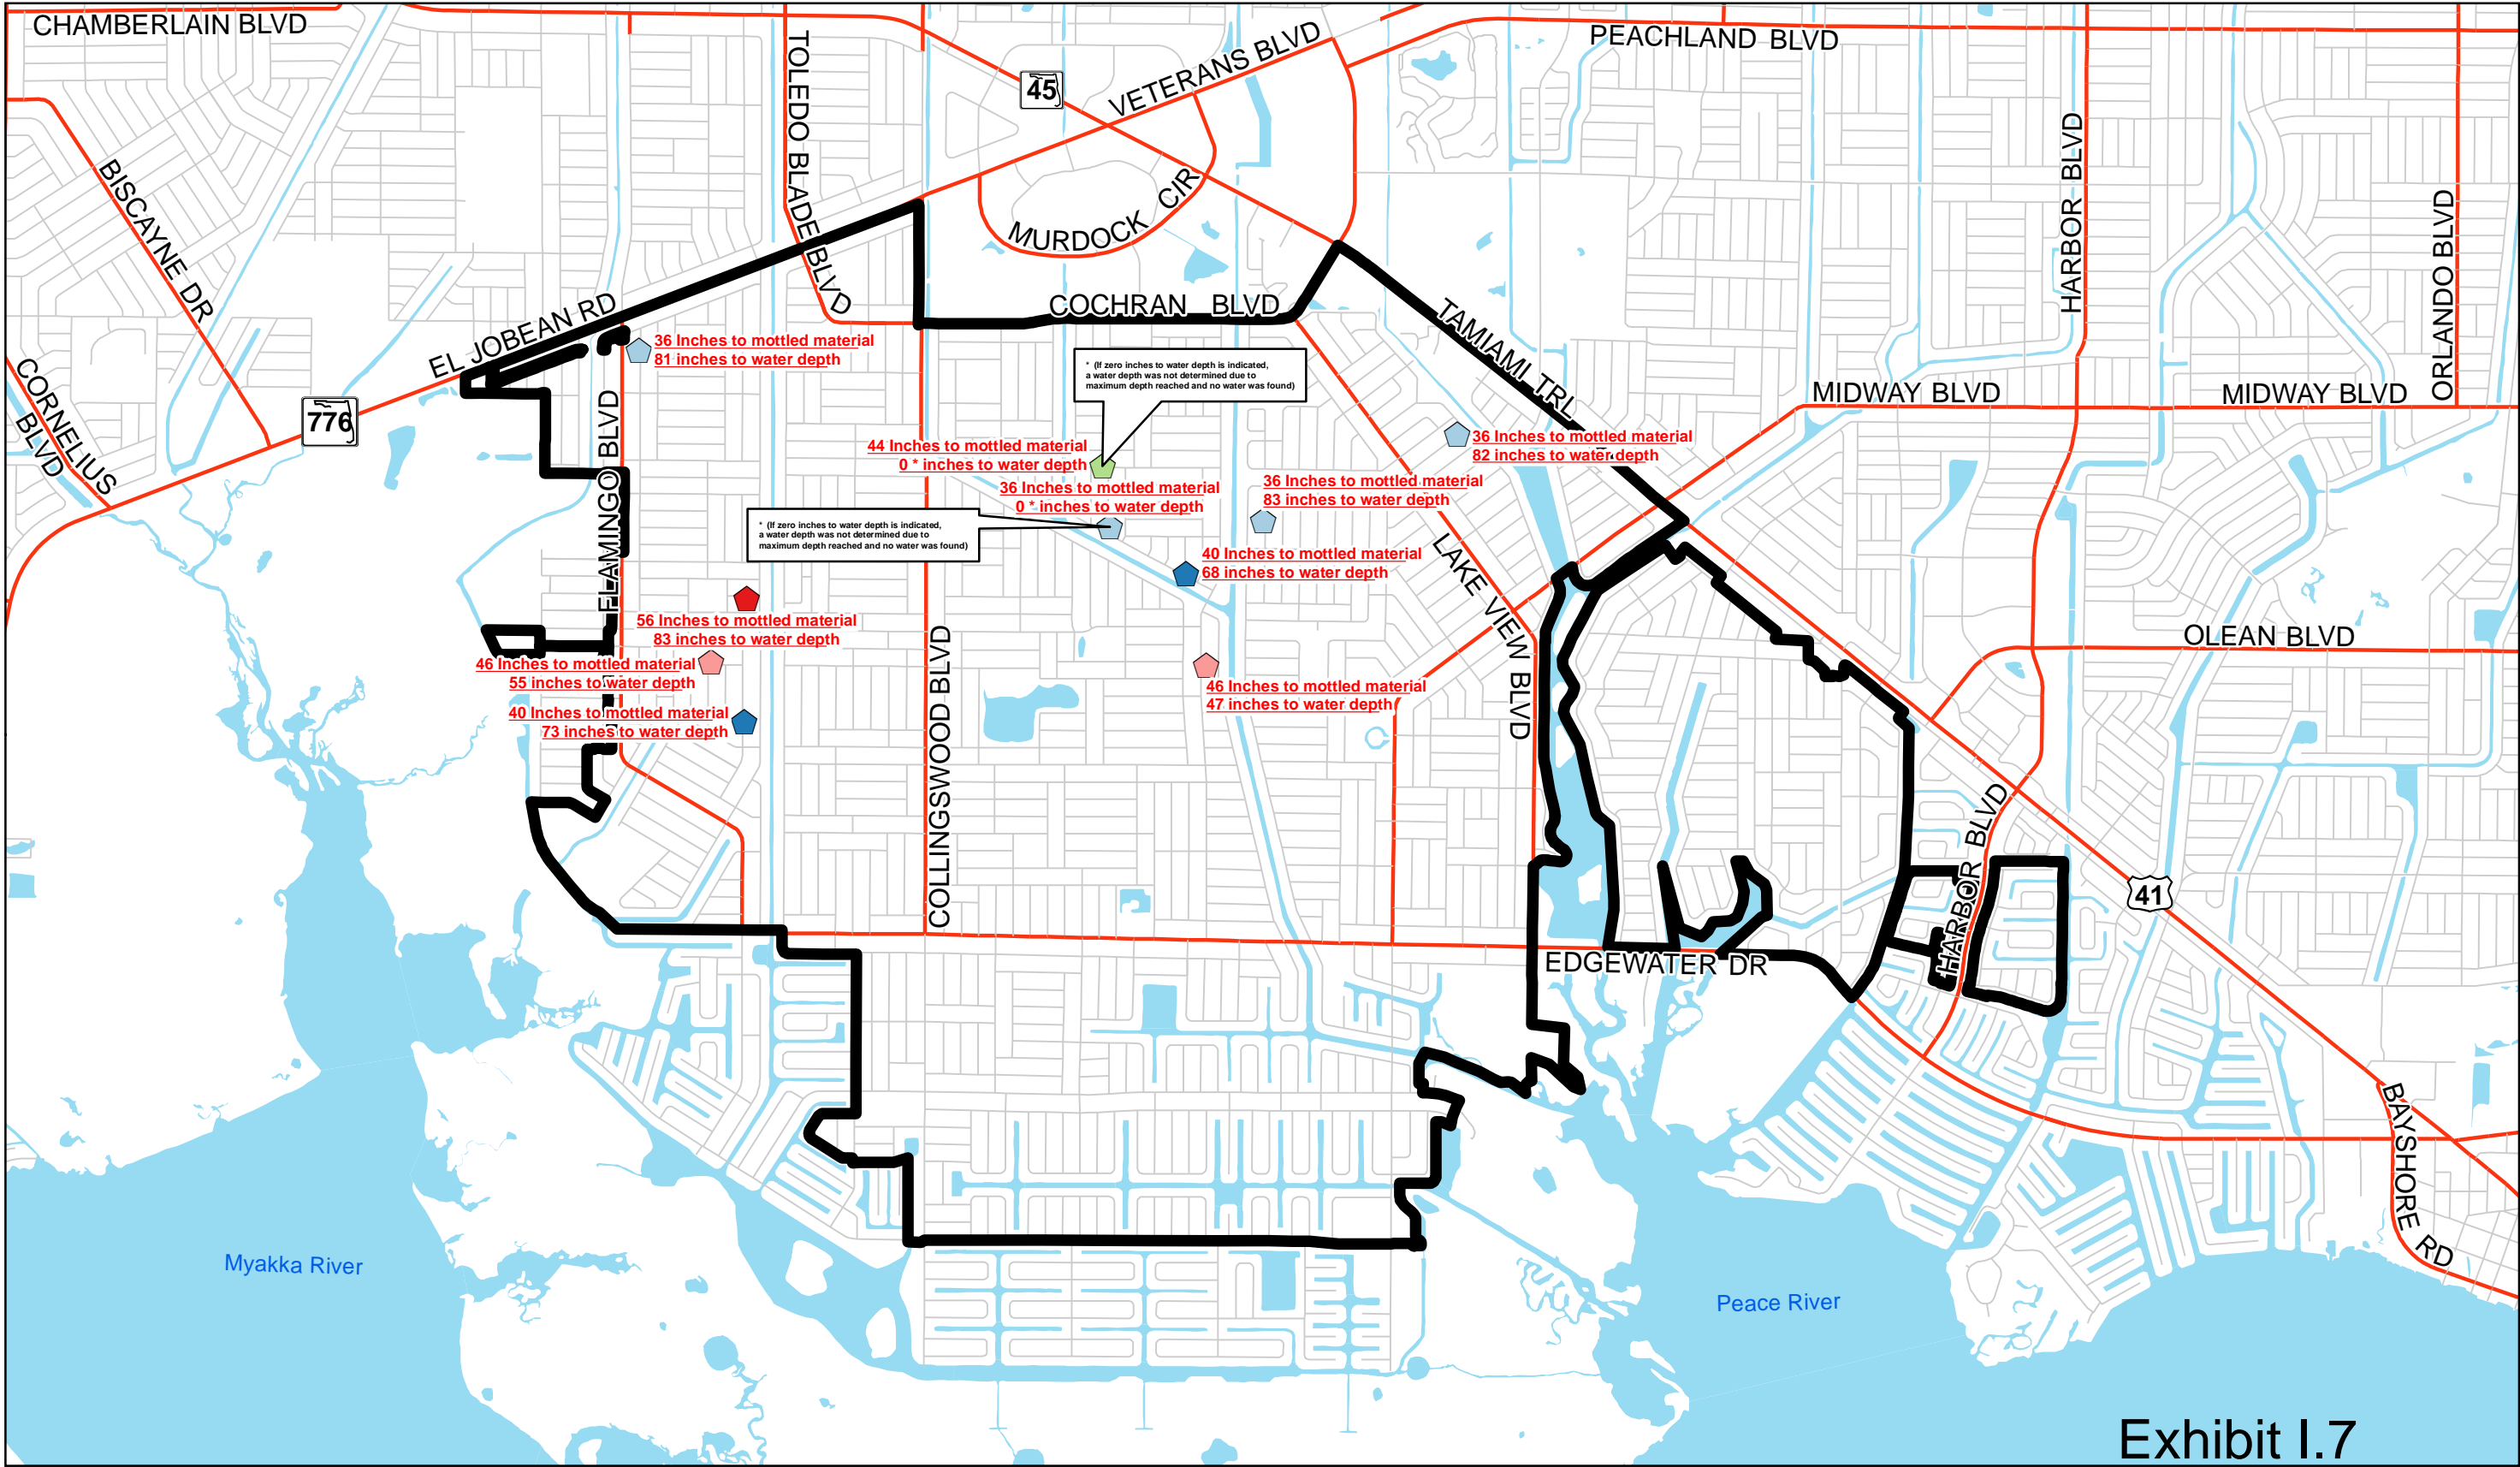 CHAMBERLAIN BLVD
PEACHLAND BLVD
TOLEDO BLADE BLVD
45
VETERANS BLVD
HARBOR BLVD
BISCAYNE DR
MURDOCK CIR
ORLANDO BLVD
EL JOBEAN RD
COCHRAN BLVD
TAMIAMI TRL
36 Inches to mottled material
81 inches to water depth
* (If zero inches to water depth is indicated,
a water depth was not determined due to
maximum depth reached and no water was found)
CORNELIUS
BLVD
776
FLAMINGO BLVD
MIDWAY BLVD
MIDWAY BLVD
44 Inches to mottled material
0 * inches to water depth
36 Inches to mottled material
82 inches to water depth
36 Inches to mottled material
0 * inches to water depth
36 Inches to mottled material
83 inches to water depth
* (If zero inches to water depth is indicated,
a water depth was not determined due to
maximum depth reached and no water was found)
40 Inches to mottled material
68 inches to water depth
LAKE VIEW BLVD
56 Inches to mottled material
83 inches to water depth
OLEAN BLVD
46 Inches to mottled material
55 inches to water depth
46 Inches to mottled material
47 inches to water depth
40 Inches to mottled material
73 inches to water depth
COLLINGSWOOD BLVD
HARBOR BLVD
41
EDGEWATER DR
BAYSHORE RD
Myakka River
Peace River
Exhibit I.7